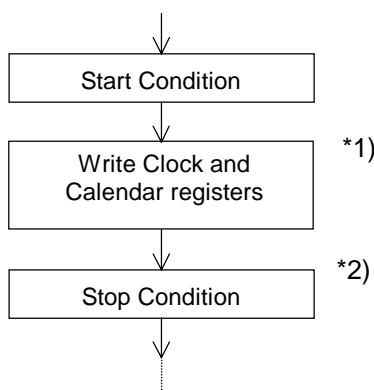 Start Condition
Write Clock and
Calendar registers
*1)
Stop Condition
*2)